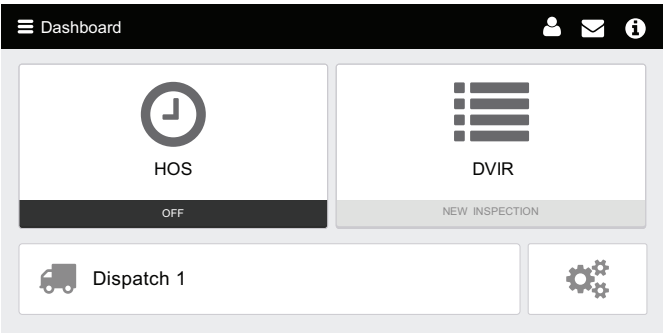 Dashboard
HOS
OFF
DVIR
NEW INSPECTION
Dispatch 1